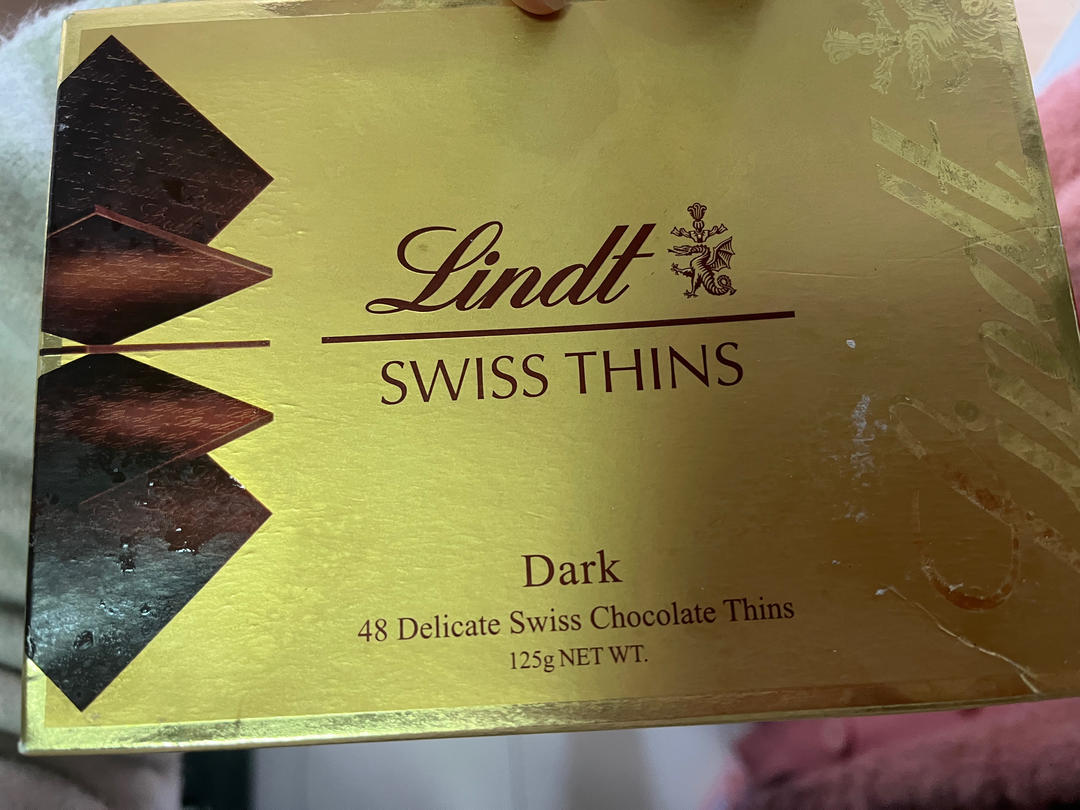 Lindt
SWISS THINS
Dark
48 Delicate Swiss Chocolate Thins
125g NET WT.